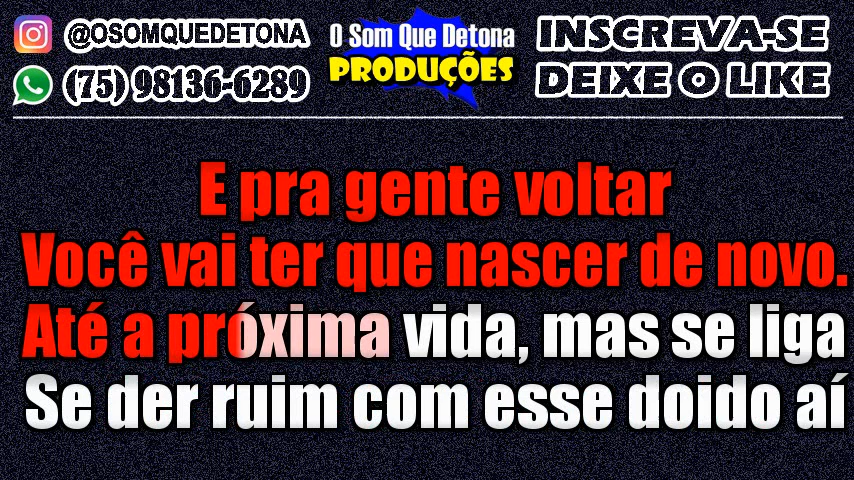 @OSOMQUEDETONA
(75) 98136-6289
O Som Que Detona
PRODUÇÕES
INSCREVA-SE
DEIXE O LIKE
E pra gente voltar
Você vai ter que nascer de novo.
Até a próxima vida, mas se liga
Se der ruim com esse doido aí